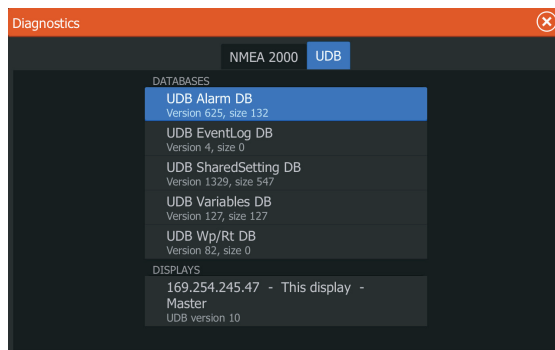 Diagnostics
NMEA 2000 UDB
DATABASES
UDB Alarm DB
Version 625, size 132
UDB EventLog DB
Version 4, size 0
UDB SharedSetting DB
Version 1329, size 547
UDB Variables DB
Version 127, size 127
UDB Wp/Rt DB
Version 82, size 0
DISPLAYS
169.254.245.47 - This display -
Master
UDB version 10